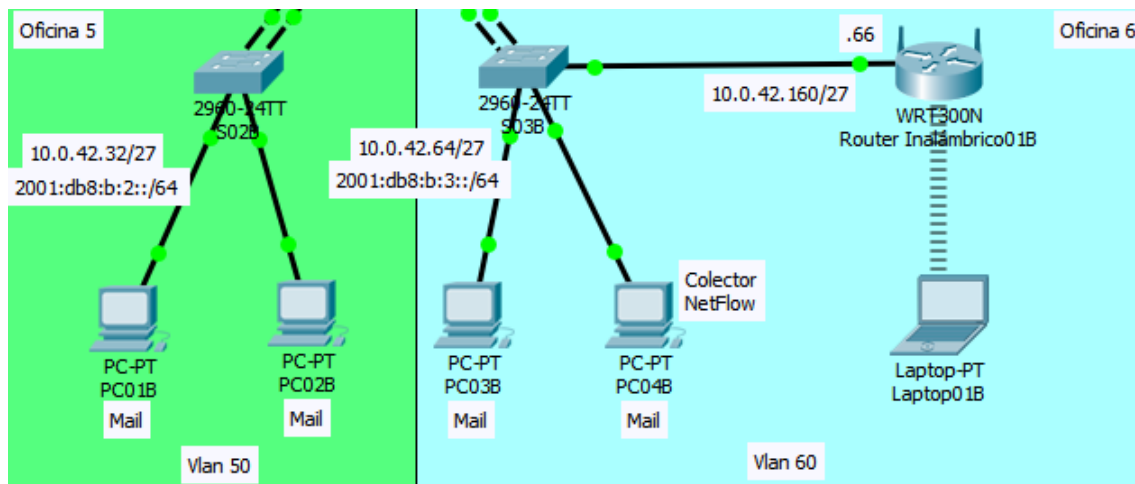 Oficina 5
2960-24TT
S02B
10.0.42.32/27
2001:db8:b:2::/64
PC-PT
PC01B
Mail
PC-PT
PC02B
Mail
Vlan 50
Oficina 6
.66
2960-24TT
S03B
10.0.42.160/27
WRT300N
Router Inalámbrico01B
10.0.42.64/27
2001:db8:b:3::/64
Colector
NetFlow
PC-PT
PC03B
Mail
PC-PT
PC04B
Mail
Laptop-PT
Laptop01B
Vlan 60